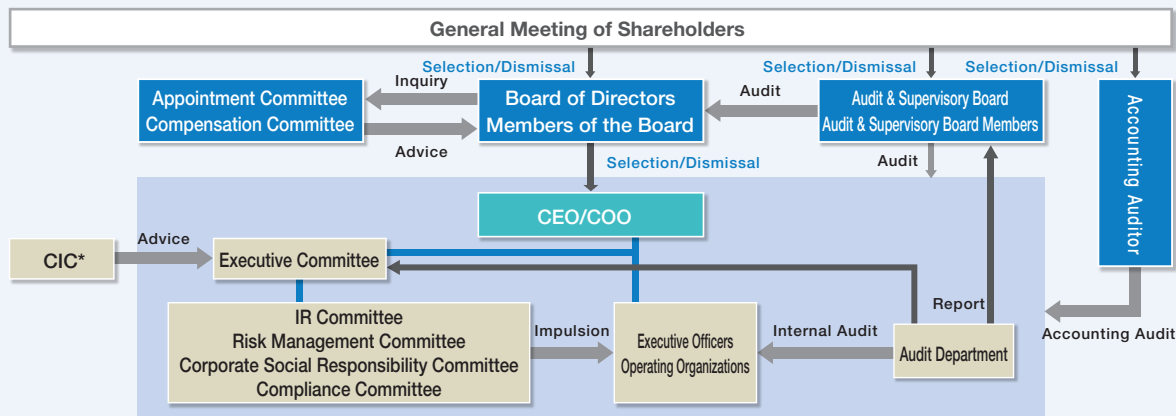 General Meeting of Shareholders
Selection/Dismissal
Selection/Dismissal
Selection/Dismissal
Inquiry
Audit
Appointment Committee
Compensation Committee
Board of Directors
Members of the Board
Audit & Supervisory Board
Audit & Supervisory Board Members
Accounting Auditor
Advice
Selection/Dismissal
Audit
CEO/COO
Advice
CIC*
Executive Committee
Report
Accounting Audit
IR Committee
Risk Management Committee
Corporate Social Responsibility Committee
Compliance Committee
Impulsion
Executive Officers
Operating Organizations
Internal Audit
Audit Department